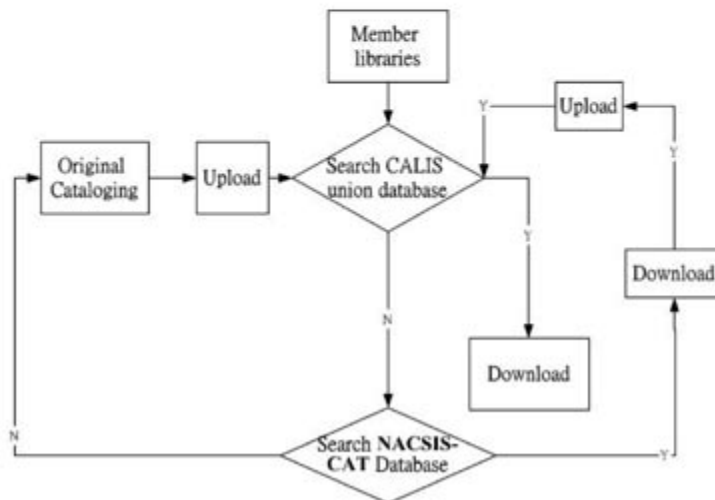 Member
libraries
Y
Upload
Original
Cataloging
Upload
Search CALIS
union database
Y
Y
Download
N
Download
N
Search NACSIS-
CAT Database
Y